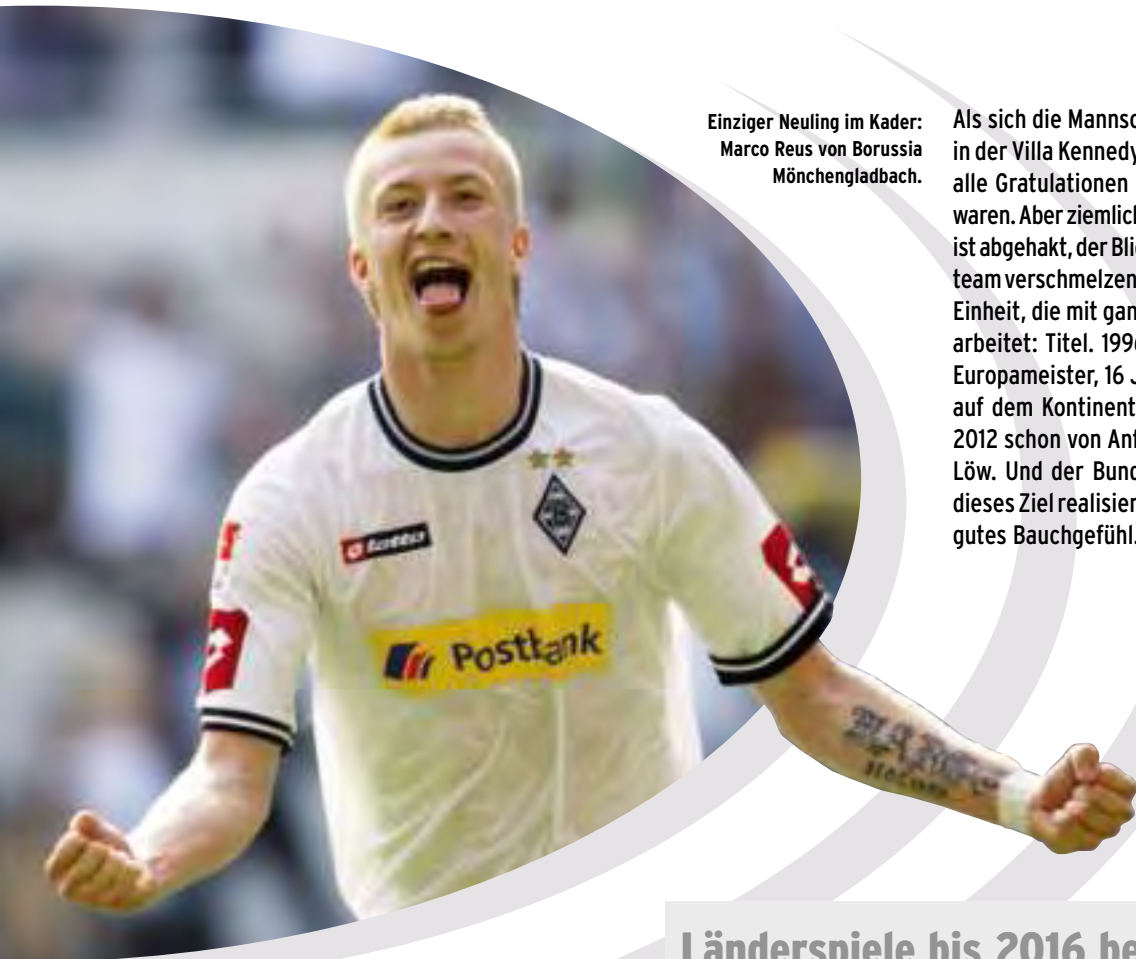 Einziger Neuling im Kader:
Marco Reus von Borussia
Mönchengladbach.
Als sich die Mannsc
in der Villa Kennedy
alle Gratulationen
waren. Aber ziemlich
ist abgehakt, der Blic
team verschmelzen
Einheit, die mit gan
arbeitet: Titel. 1996
Europameister, 16 J
auf dem Kontinent
2012 schon von Anf
Löw. Und der Bund
dieses Ziel realisier
gutes Bauchgefühl.
lotto
Postbank
Länderspiele bis 2016 be